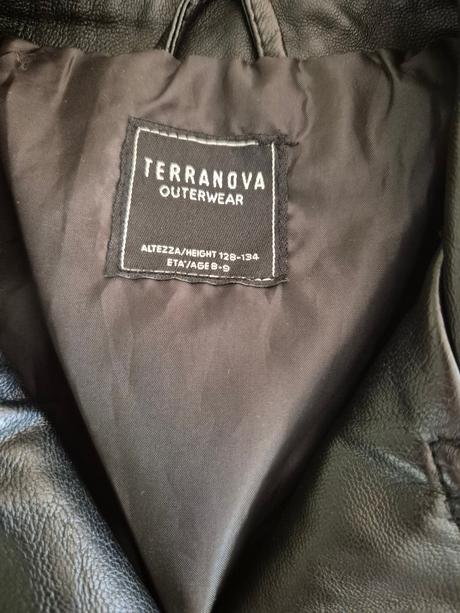 TERRANOVA
OUTERWEAR
ALTEZZA/HEIGHT 128-134
ETA'/AGE 8-9